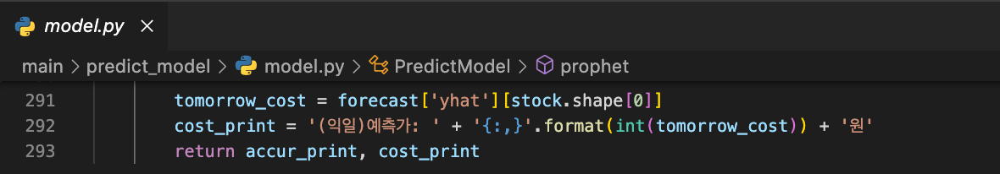 model.py
main > predict_model > model.py > PredictModel > prophet
291 tomorrow_cost = forecast['yhat'][stock.shape[0]]
292 cost_print = '(익일)예측가: ' + '{:,}'.format(int(tomorrow_cost)) + '원'
293 return accur_print, cost_print